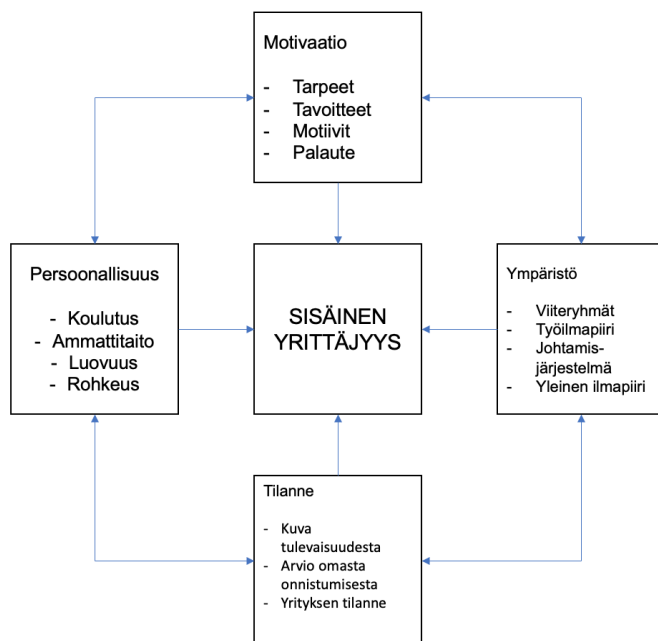 Motivaatio
- Tarpeet
- Tavoitteet
- Motiivit
- Palaute
Persoonallisuus
- Koulutus
- Ammattitaito
- Luovuus
- Rohkeus
SISÄINEN
YRITTÄJYYS
Ympäristö
- Viiteryhmät
- Työilmapiiri
- Johtamis-
järjestelmä
- Yleinen ilmapiiri
Tilanne
- Kuva
tulevaisuudesta
- Arvio omasta
onnistumisesta
- Yrityksen tilanne